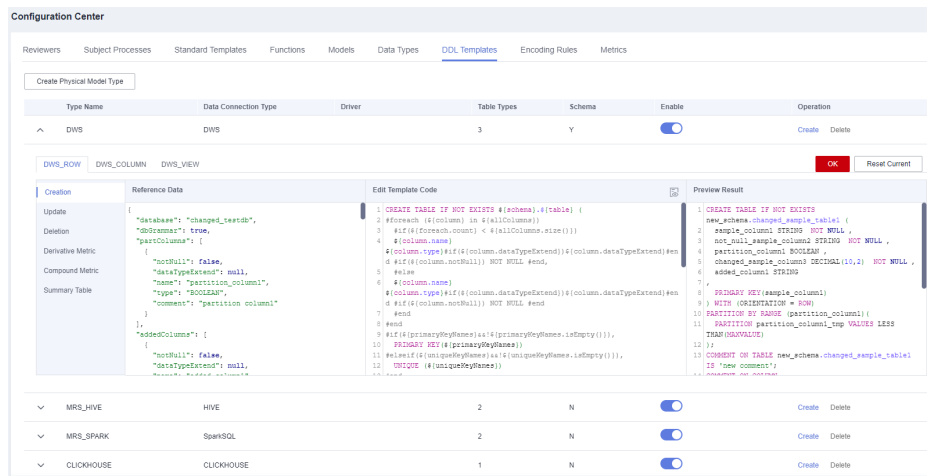 Configuration Center
Reviewers Subject Processes Standard Templates Functions Models Data Types DDL Templates Encoding Rules Metrics
Create Physical Model Type
Type Name Data Connection Type Driver Table Types Schema Enable Operation
DWS DWS 3 Y Create Delete
DWS_ROW DWS_COLUMN DWS_VIEW OK Reset Current
Creation
Update
Deletion
Derivative Metric
Compound Metric
Summary Table
Reference Data
{
"database": "changed_testdb",
"dbGrammar": true,
"partColumns": [
{
"notNull": false,
"dataTypeExtend": null,
"name": "partition_column1",
"type": "BOOLEAN",
"comment": "partition column1"
}
],
"addedColumns": [
{
"notNull": false,
"dataTypeExtend": null,
"name": "added_column1",
Edit Template Code
1 CREATE TABLE IF NOT EXISTS ${schema}.${table} (
2 #foreach (${column} in ${allColumns})
3 #if(${foreach.count} < ${allColumns.size()})
4 ${column.name}
${column.type}#if(${column.dataTypeExtend})${column.dataTypeExtend}#en
d #if(${column.notNull}) NOT NULL #end,
5 #else
6 ${column.name}
${column.type}#if(${column.dataTypeExtend})${column.dataTypeExtend}#en
d #if(${column.notNull}) NOT NULL #end
7 #end
8 #end
9 #if(${primaryKeyNames}&&!${primaryKeyNames.isEmpty()}),
10 PRIMARY KEY(${primaryKeyNames})
11 #elseif(${uniqueKeyNames}&&!${uniqueKeyNames.isEmpty()}),
12 UNIQUE (${uniqueKeyNames})
13 #end
Preview Result
1 CREATE TABLE IF NOT EXISTS
new_schema.changed_sample_table1 (
2 sample_column1 STRING NOT NULL ,
3 not_null_sample_column2 STRING NOT NULL ,
4 partition_column1 BOOLEAN ,
5 changed_sample_column3 DECIMAL(10,2) NOT NULL ,
6 added_column1 STRING
7 ,
8 PRIMARY KEY(sample_column1)
9 ) WITH (ORIENTATION = ROW)
10 PARTITION BY RANGE (partition_column1)(
11 PARTITION partition_column1_tmp VALUES LESS
THAN(MAXVALUE)
12 );
13 COMMENT ON TABLE new_schema.changed_sample_table1
IS 'new comment';
14 COMMENT ON COLUMN
MRS_HIVE HIVE 2 N Create Delete
MRS_SPARK SparkSQL 2 N Create Delete
CLICKHOUSE CLICKHOUSE 1 N Create Delete